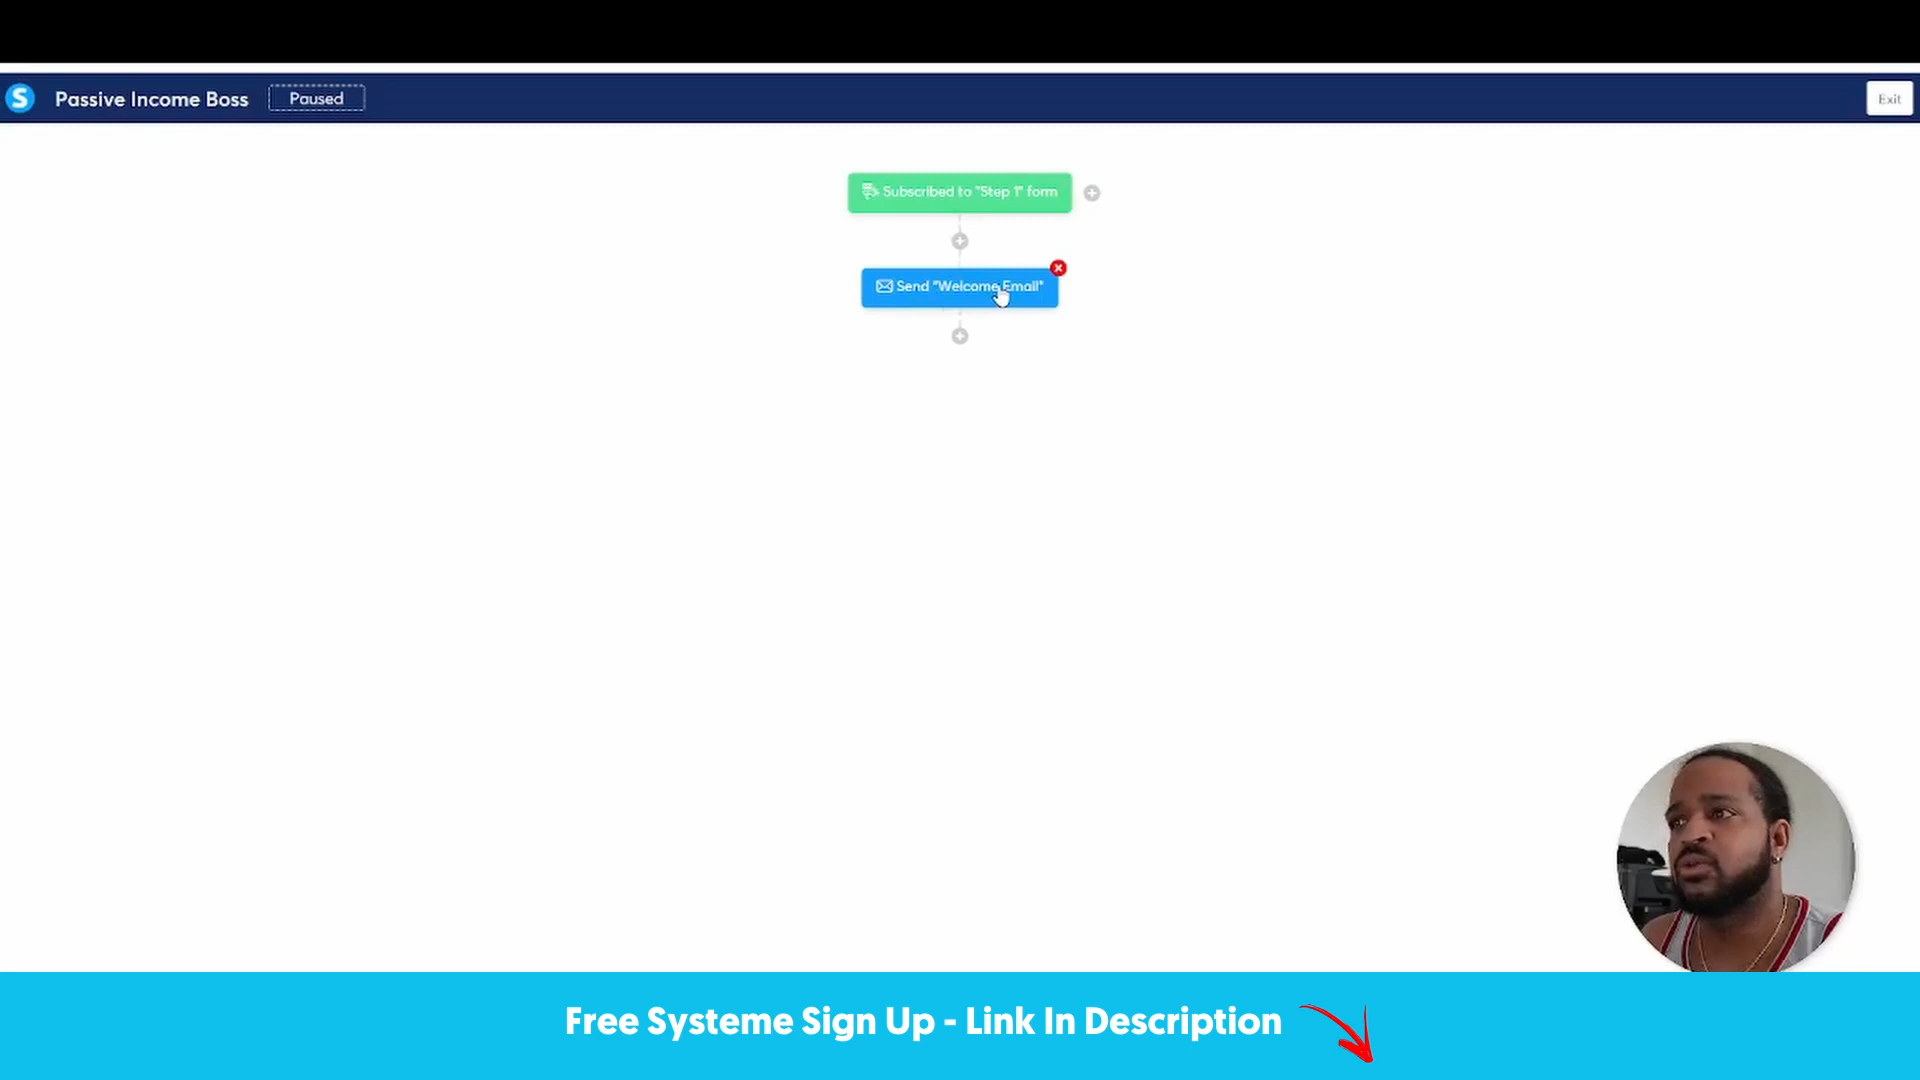 S
Passive Income Boss
Paused
Exit
Subscribed to "Step 1" form
Send "Welcome Email"
Free Systeme Sign Up - Link In Description